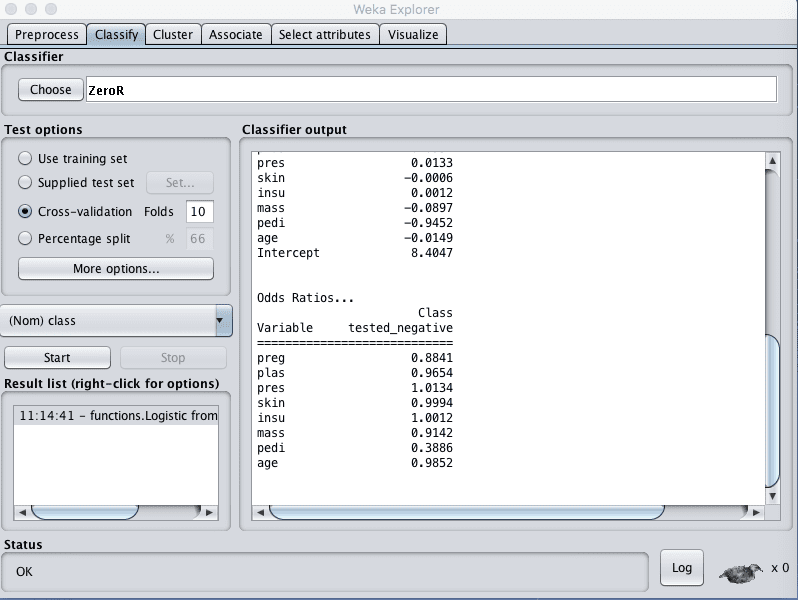 Weka Explorer
Preprocess Classify Cluster Associate Select attributes Visualize
Classifier
Choose ZeroR
Test options
Use training set
Supplied test set Set...
Cross-validation Folds 10
Percentage split % 66
More options...
(Nom) class
Start Stop
Result list (right-click for options)
11:14:41 - functions.Logistic from
Classifier output
pres 0.0133
skin -0.0006
insu 0.0012
mass -0.0897
pedi -0.9452
age -0.0149
Intercept 8.4047
Odds Ratios...
Class
Variable tested_negative
============================
preg 0.8841
plas 0.9654
pres 1.0134
skin 0.9994
insu 1.0012
mass 0.9142
pedi 0.3886
age 0.9852
Status
OK
Log x 0